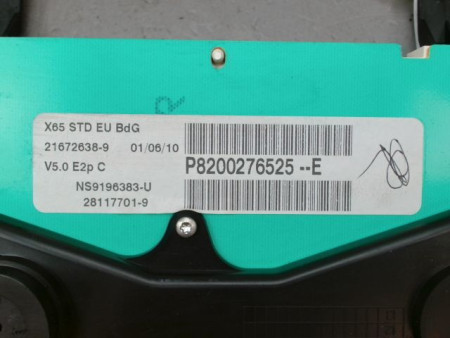 X65 STD EU BdG
21672638-9 01/06/10
V5.0 E2p C
P8200276525--E
NS9196383-U
28117701-9
R